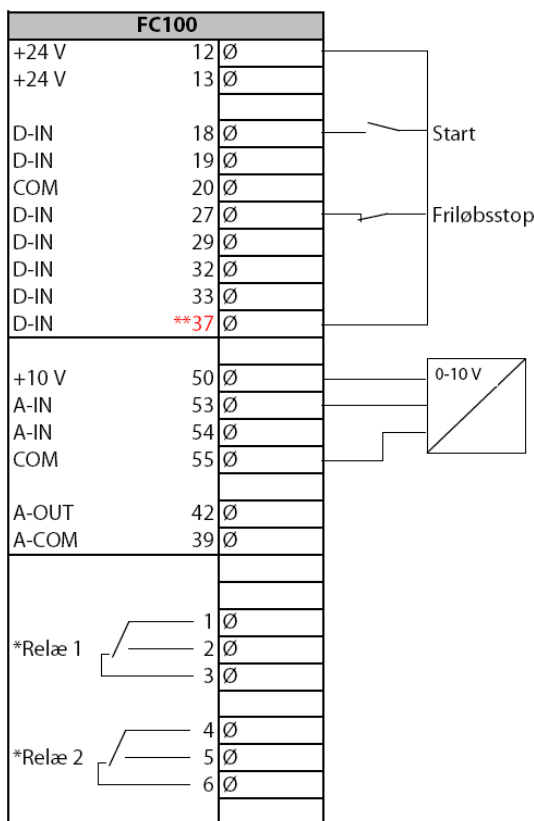 FC100
+24 V 12 Ø
+24 V 13 Ø
D-IN 18 Ø Start
D-IN 19 Ø
COM 20 Ø
D-IN 27 Ø Friløbsstop
D-IN 29 Ø
D-IN 32 Ø
D-IN 33 Ø
D-IN **37 Ø
+10 V 50 Ø 0-10 V
A-IN 53 Ø
A-IN 54 Ø
COM 55 Ø
A-OUT 42 Ø
A-COM 39 Ø
1 Ø
*Relæ 1 2 Ø
3 Ø
4 Ø
*Relæ 2 5 Ø
6 Ø